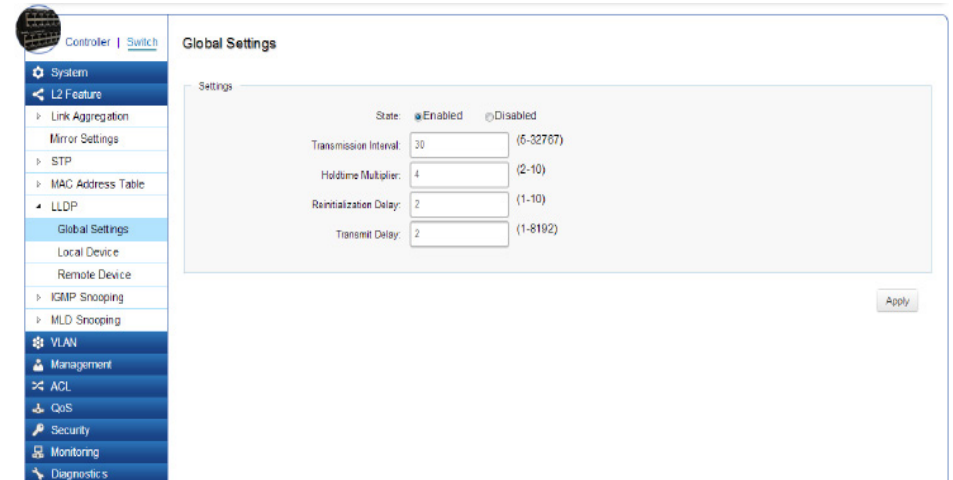 Controller | Switch
Global Settings
System
L2 Feature
Link Aggregation
Mirror Settings
STP
MAC Address Table
LLDP
Global Settings
Local Device
Remote Device
IGMP Snooping
MLD Snooping
VLAN
Management
ACL
QoS
Security
Monitoring
Diagnostics
Settings
State: Enabled Disabled
Transmission Interval: 30 (5-32767)
Holdtime Multiplier: 4 (2-10)
Reinitialization Delay: 2 (1-10)
Transmit Delay: 2 (1-8192)
Apply